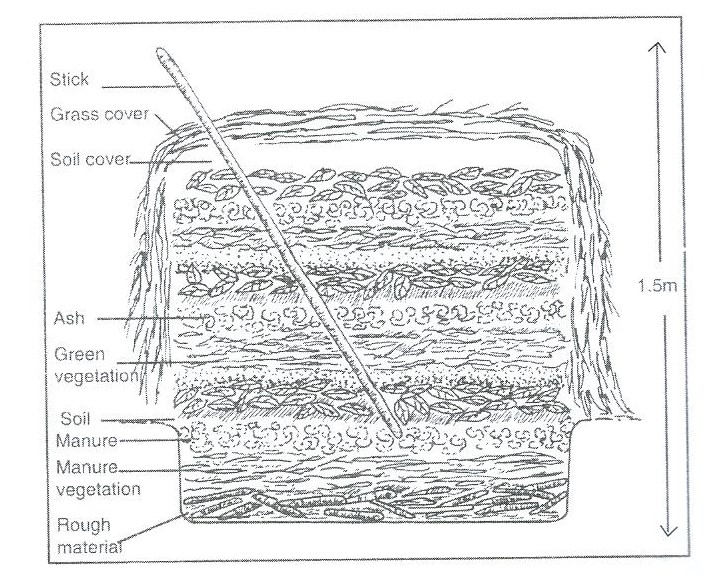 Stick
Grass cover
Soil cover
1.5m
Ash
Green
vegetation
Soil
Manure
Manure
vegetation
Rough
material